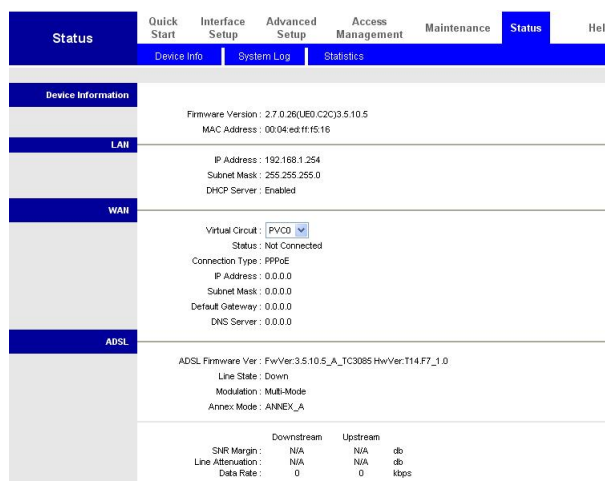 Status
Quick Start
Interface Setup
Advanced Setup
Access Management
Maintenance
Status
Hel
Device Info
System Log
Statistics
Device Information
Firmware Version : 2.7.0.26(UE0.C2C)3.5.10.5
MAC Address : 00:04:ed:ff:f5:16
LAN
IP Address : 192.168.1.254
Subnet Mask : 255.255.255.0
DHCP Server : Enabled
WAN
Virtual Circuit : PVC0
Status : Not Connected
Connection Type : PPPoE
IP Address : 0.0.0.0
Subnet Mask : 0.0.0.0
Default Gateway : 0.0.0.0
DNS Server : 0.0.0.0
ADSL
ADSL Firmware Ver : FwVer:3.5.10.5_A_TC3085 HwVer:T14.F7_1.0
Line State : Down
Modulation : Multi-Mode
Annex Mode : ANNEX_A
Downstream Upstream
SNR Margin : N/A N/A db
Line Attenuation : N/A N/A db
Data Rate : 0 0 kbps